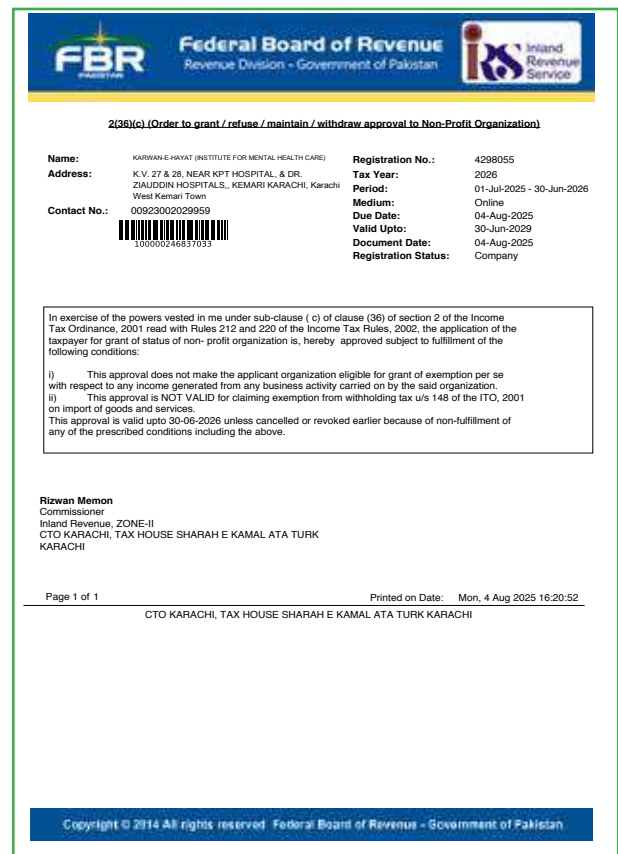 FBR
PAKISTAN
Federal Board of Revenue
Revenue Division - Government of Pakistan
IRS
Inland
Revenue
Service
2(36)(c) (Order to grant / refuse / maintain / withdraw approval to Non-Profit Organization)
Name: KARWAN-E-HAYAT (INSTITUTE FOR MENTAL HEALTH CARE)
Address: K.V. 27 & 28, NEAR KPT HOSPITAL, & DR.
ZIAUDDIN HOSPITALS,, KEMARI KARACHI, Karachi
West Kemari Town
Contact No.: 00923002029959
100000246837033
Registration No.: 4298055
Tax Year: 2026
Period: 01-Jul-2025 - 30-Jun-2026
Medium: Online
Due Date: 04-Aug-2025
Valid Upto: 30-Jun-2029
Document Date: 04-Aug-2025
Registration Status: Company
In exercise of the powers vested in me under sub-clause ( c) of clause (36) of section 2 of the Income
Tax Ordinance, 2001 read with Rules 212 and 220 of the Income Tax Rules, 2002, the application of the
taxpayer for grant of status of non- profit organization is, hereby approved subject to fulfillment of the
following conditions:
i) This approval does not make the applicant organization eligible for grant of exemption per se
with respect to any income generated from any business activity carried on by the said organization.
ii) This approval is NOT VALID for claiming exemption from withholding tax u/s 148 of the ITO, 2001
on import of goods and services.
This approval is valid upto 30-06-2026 unless cancelled or revoked earlier because of non-fulfillment of
any of the prescribed conditions including the above.
Rizwan Memon
Commissioner
Inland Revenue, ZONE-II
CTO KARACHI, TAX HOUSE SHARAH E KAMAL ATA TURK
KARACHI
Page 1 of 1
Printed on Date: Mon, 4 Aug 2025 16:20:52
CTO KARACHI, TAX HOUSE SHARAH E KAMAL ATA TURK KARACHI
Copyright © 2014 All rights reserved Federal Board of Revenue - Government of Pakistan